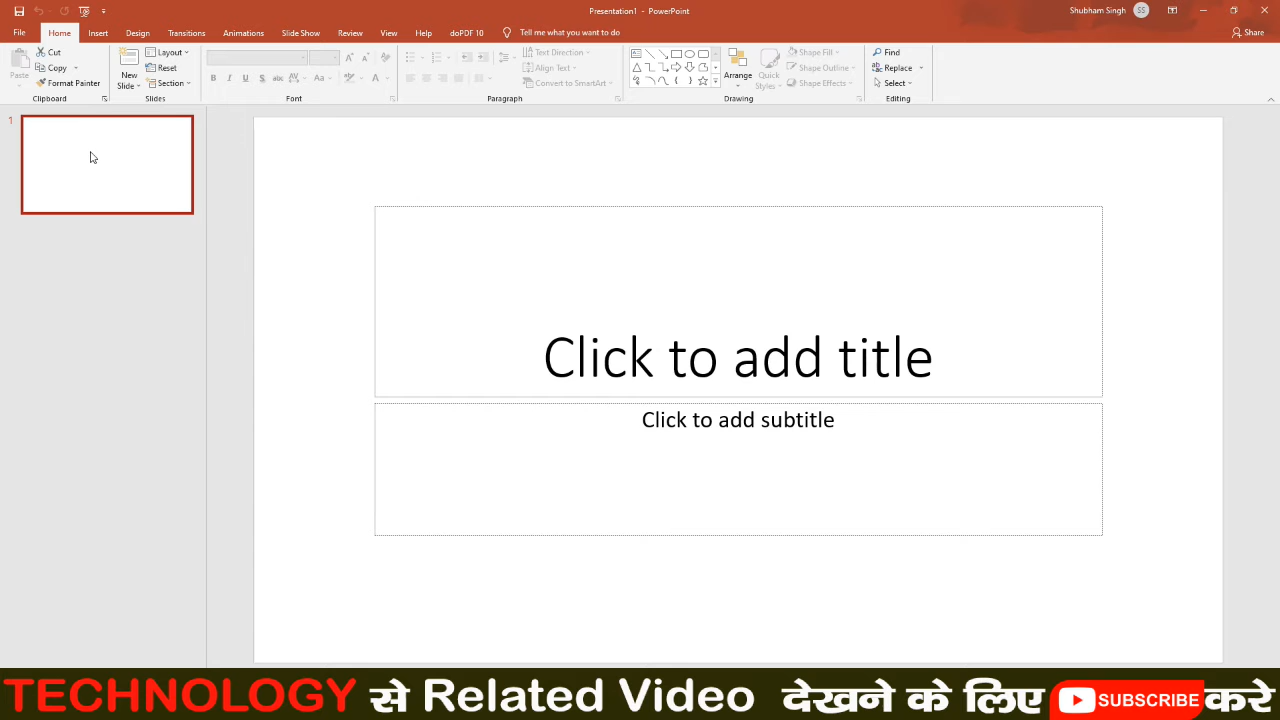 Presentation1 - PowerPoint
Shubham Singh SS
File Home Insert Design Transitions Animations Slide Show Review View Help doPDF 10 Tell me what you want to do Share
Paste Cut Copy Format Painter Clipboard
New Slide Layout Reset Section Slides
B I U S abc AV Aa A Font
Text Direction Align Text Convert to SmartArt Paragraph
Arrange Quick Styles Shape Fill Shape Outline Shape Effects Drawing
Find Replace Select Editing
1
Click to add title
Click to add subtitle
TECHNOLOGY से Related Video देखने के लिए SUBSCRIBE करे